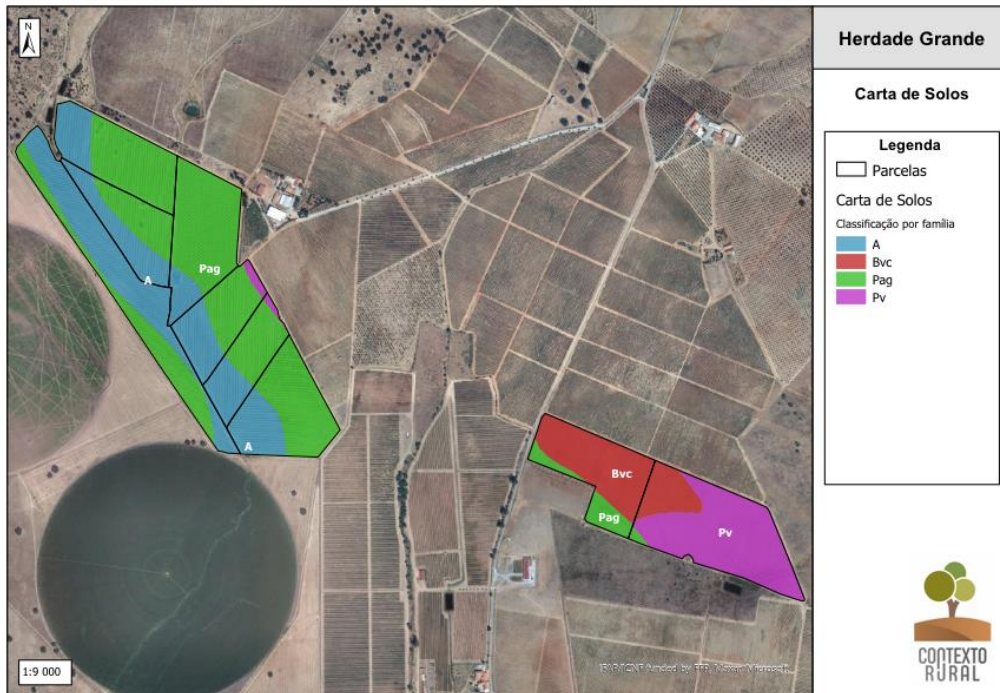 N
Herdade Grande
Carta de Solos
Legenda
Parcelas
Carta de Solos
Classificação por família
A
Bvc
Pag
Pv
A
Pag
A
Bvc
Pag
Pv
1:9 000
CONTEXTO
RURAL